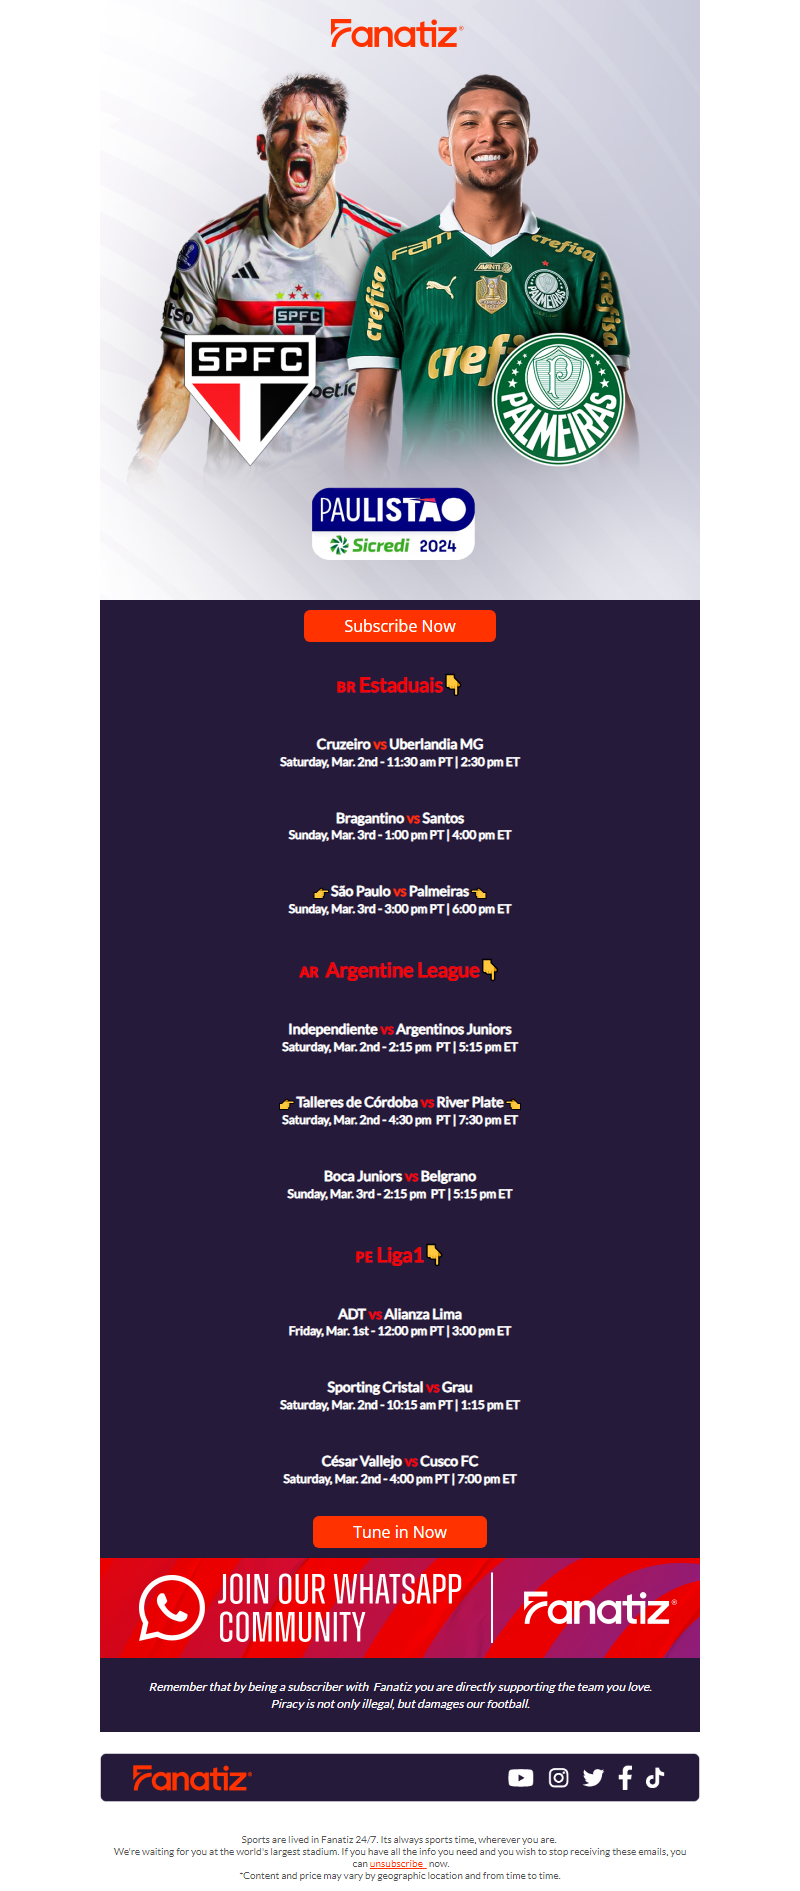 Fanatiz®
FAM
crefisa
crefisa
crefisa
AVANTI
PALMEIRAS
SPFC
SPFC
bet.io
cref
P
PALMEIRAS
PAULISTÃO
Sicredi 2024
Subscribe Now
BR Estaduais👇
Cruzeiro vs Uberlandia MG
Saturday, Mar. 2nd - 11:30 am PT | 2:30 pm ET
Bragantino vs Santos
Sunday, Mar. 3rd - 1:00 pm PT | 4:00 pm ET
👉 São Paulo vs Palmeiras 👈
Sunday, Mar. 3rd - 3:00 pm PT | 6:00 pm ET
AR Argentine League👇
Independiente vs Argentinos Juniors
Saturday, Mar. 2nd - 2:15 pm PT | 5:15 pm ET
👉 Talleres de Córdoba vs River Plate 👈
Saturday, Mar. 2nd - 4:30 pm PT | 7:30 pm ET
Boca Juniors vs Belgrano
Sunday, Mar. 3rd - 2:15 pm PT | 5:15 pm ET
PE Liga1👇
ADT vs Alianza Lima
Friday, Mar. 1st - 12:00 pm PT | 3:00 pm ET
Sporting Cristal vs Grau
Saturday, Mar. 2nd - 10:15 am PT | 1:15 pm ET
César Vallejo vs Cusco FC
Saturday, Mar. 2nd - 4:00 pm PT | 7:00 pm ET
Tune in Now
JOIN OUR WHATSAPP
COMMUNITY
Fanatiz®
Remember that by being a subscriber with Fanatiz you are directly supporting the team you love.
Piracy is not only illegal, but damages our football.
Fanatiz®
Sports are lived in Fanatiz 24/7. Its always sports time, wherever you are.
We're waiting for you at the world's largest stadium. If you have all the info you need and you wish to stop receiving these emails, you
can unsubscribe now.
*Content and price may vary by geographic location and from time to time.